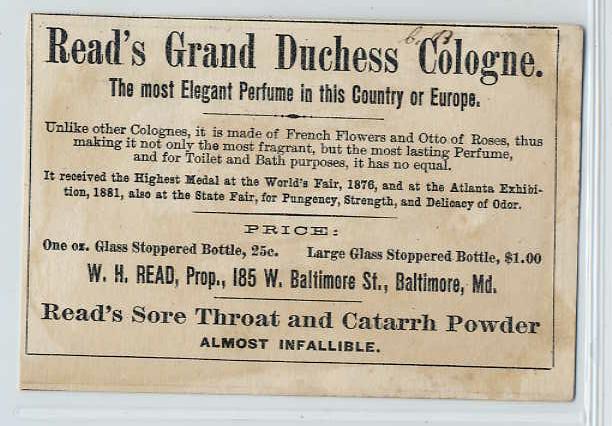 Read's Grand Duchess Cologne.
The most Elegant Perfume in this Country or Europe.
Unlike other Colognes, it is made of French Flowers and Otto of Roses, thus
making it not only the most fragrant, but the most lasting Perfume,
and for Toilet and Bath purposes, it has no equal.
It received the Highest Medal at the World's Fair, 1876, and at the Atlanta Exhibi-
tion, 1881, also at the State Fair, for Pungency, Strength, and Delicacy of Odor.
PRICE:
One oz. Glass Stoppered Bottle, 25c. Large Glass Stoppered Bottle, $1.00
W. H. READ, Prop., 185 W. Baltimore St., Baltimore, Md.
Read's Sore Throat and Catarrh Powder
ALMOST INFALLIBLE.